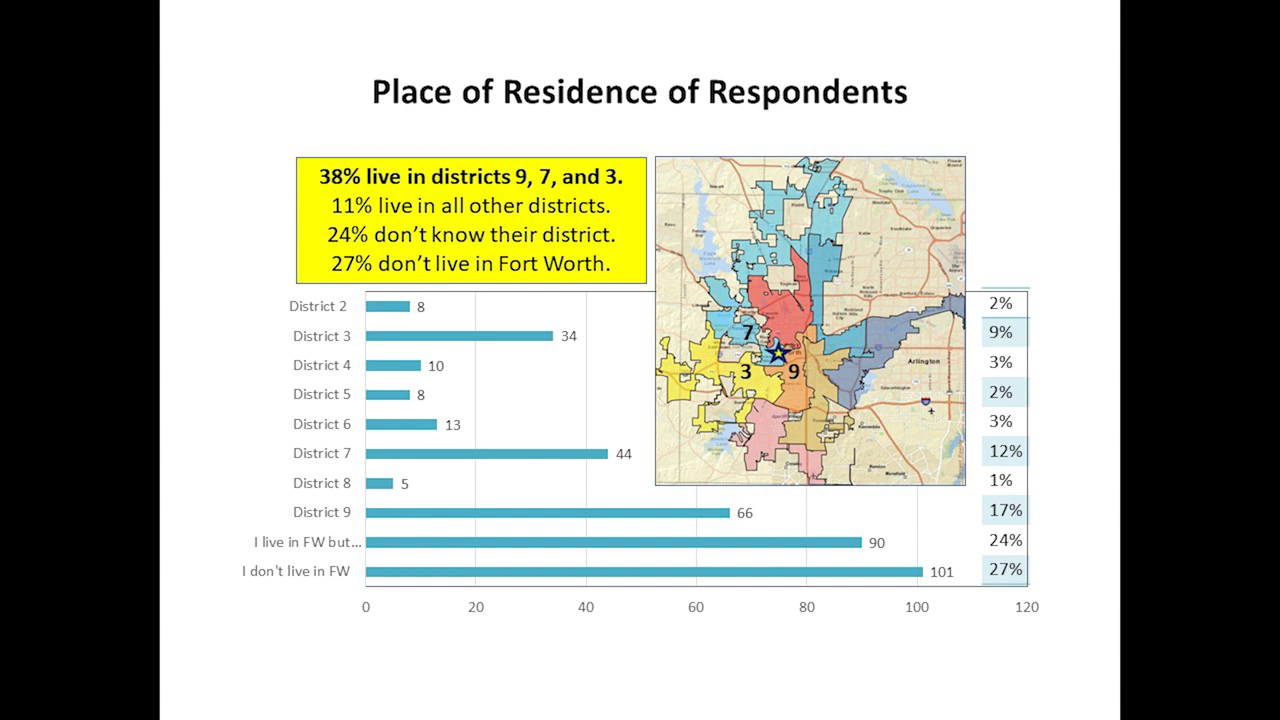 Place of Residence of Respondents
38% live in districts 9, 7, and 3.
11% live in all other districts.
24% don’t know their district.
27% don’t live in Fort Worth.
7
3
9
Arlington
District 2 8 2%
District 3 34 9%
District 4 10 3%
District 5 8 2%
District 6 13 3%
District 7 44 12%
District 8 5 1%
District 9 66 17%
I live in FW but... 90 24%
I don't live in FW 101 27%
0 20 40 60 80 100 120